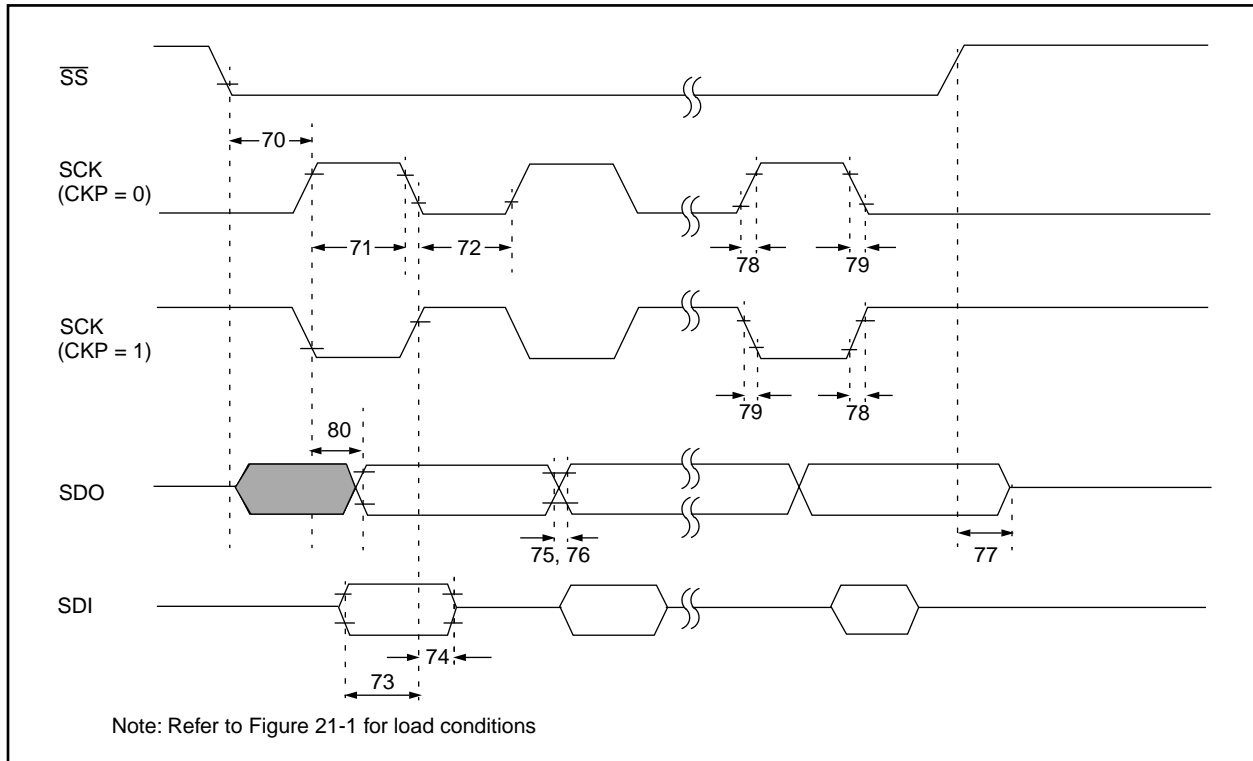 SS
70
SCK
(CKP = 0)
71
72
78
79
SCK
(CKP = 1)
79
78
80
SDO
75, 76
77
SDI
74
73
Note: Refer to Figure 21-1 for load conditions